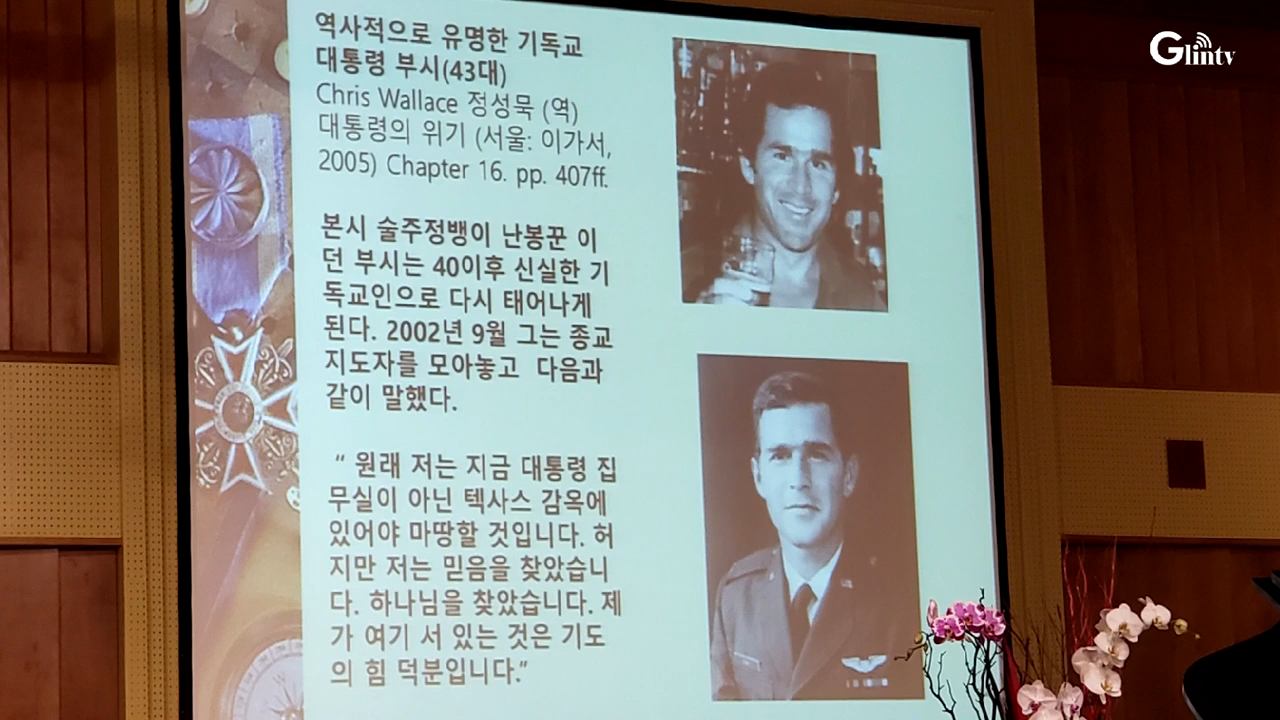 역사적으로 유명한 기독교
대통령 부시(43대)
Chris Wallace 정성묵 (역)
대통령의 위기 (서울: 이가서,
2005) Chapter 16. pp. 407ff.
본시 술주정뱅이 난봉꾼 이
던 부시는 40이후 신실한 기
독교인으로 다시 태어나게
된다. 2002년 9월 그는 종교
지도자를 모아놓고 다음과
같이 말했다.
“ 원래 저는 지금 대통령 집
무실이 아닌 텍사스 감옥에
있어야 마땅할 것입니다. 허
지만 저는 믿음을 찾았습니
다. 하나님을 찾았습니다. 제
가 여기 서 있는 것은 기도
의 힘 덕분입니다.”
Glintv